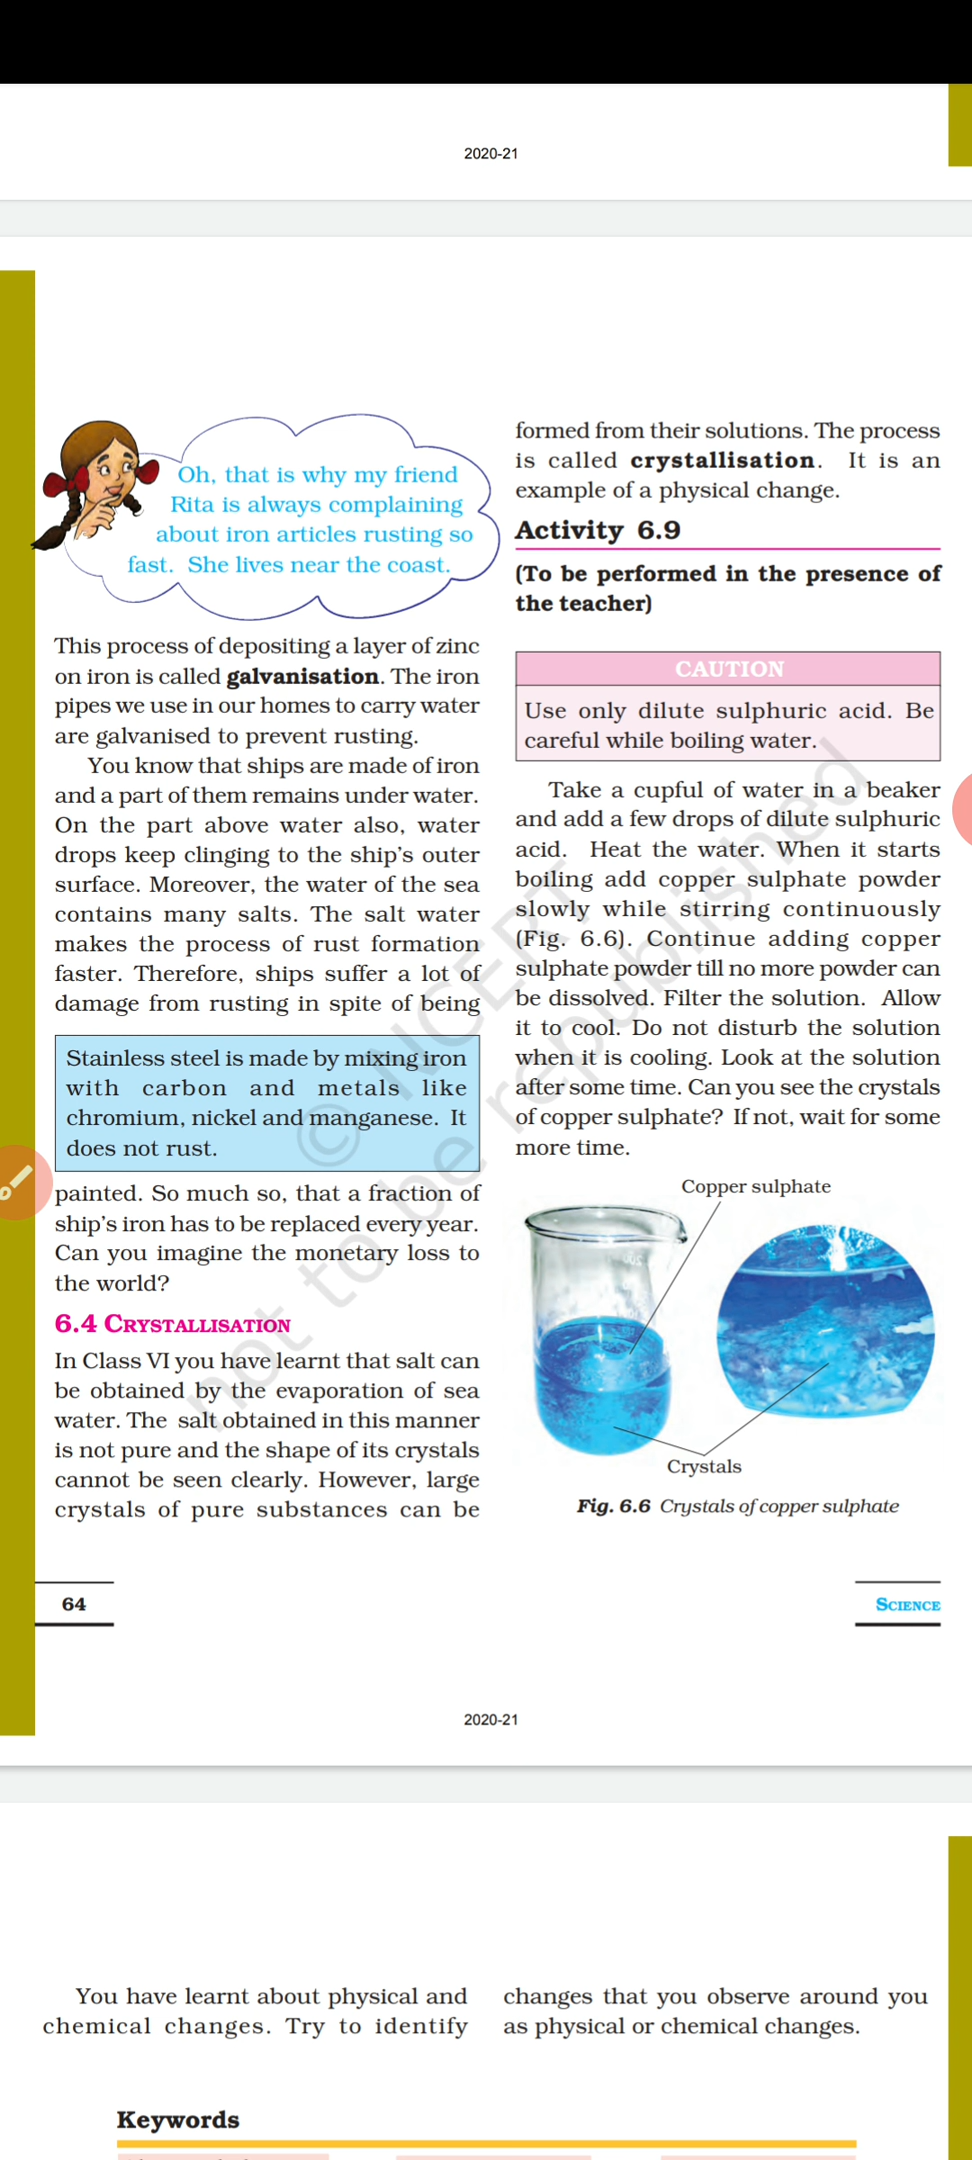 2020-21
Oh, that is why my friend
Rita is always complaining
about iron articles rusting so
fast. She lives near the coast.
This process of depositing a layer of zinc
on iron is called galvanisation. The iron
pipes we use in our homes to carry water
are galvanised to prevent rusting.
You know that ships are made of iron
and a part of them remains under water.
On the part above water also, water
drops keep clinging to the ship's outer
surface. Moreover, the water of the sea
contains many salts. The salt water
makes the process of rust formation
faster. Therefore, ships suffer a lot of
damage from rusting in spite of being
Stainless steel is made by mixing iron
with carbon and metals like
chromium, nickel and manganese. It
does not rust.
painted. So much so, that a fraction of
ship's iron has to be replaced every year.
Can you imagine the monetary loss to
the world?
6.4 CRYSTALLISATION
In Class VI you have learnt that salt can
be obtained by the evaporation of sea
water. The salt obtained in this manner
is not pure and the shape of its crystals
cannot be seen clearly. However, large
crystals of pure substances can be
formed from their solutions. The process
is called crystallisation. It is an
example of a physical change.
Activity 6.9
(To be performed in the presence of
the teacher)
CAUTION
Use only dilute sulphuric acid. Be
careful while boiling water.
Take a cupful of water in a beaker
and add a few drops of dilute sulphuric
acid. Heat the water. When it starts
boiling add copper sulphate powder
slowly while stirring continuously
(Fig. 6.6). Continue adding copper
sulphate powder till no more powder can
be dissolved. Filter the solution. Allow
it to cool. Do not disturb the solution
when it is cooling. Look at the solution
after some time. Can you see the crystals
of copper sulphate? If not, wait for some
more time.
Copper sulphate
Crystals
Fig. 6.6 Crystals of copper sulphate
© NCERT
not to be republished
64
SCIENCE
2020-21
You have learnt about physical and
chemical changes. Try to identify
changes that you observe around you
as physical or chemical changes.
Keywords